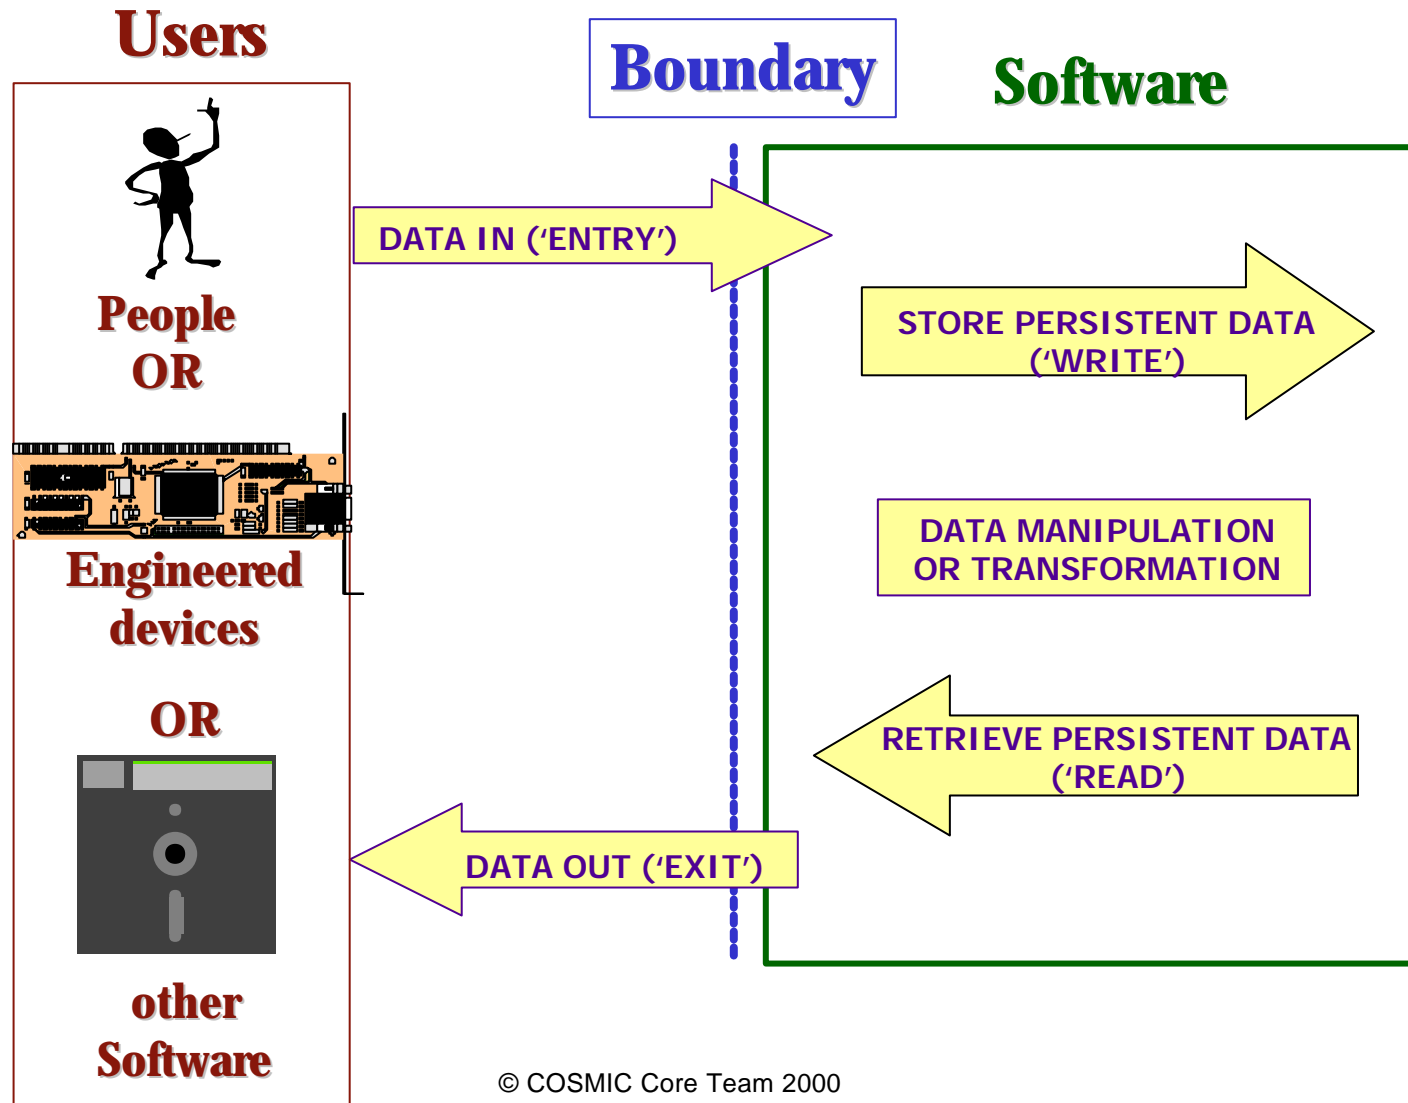 Users
Boundary
Software
People
OR
Engineered
devices
OR
other
Software
DATA IN (‘ENTRY’)
STORE PERSISTENT DATA
(‘WRITE’)
DATA MANIPULATION
OR TRANSFORMATION
RETRIEVE PERSISTENT DATA
(‘READ’)
DATA OUT (‘EXIT’)
© COSMIC Core Team 2000